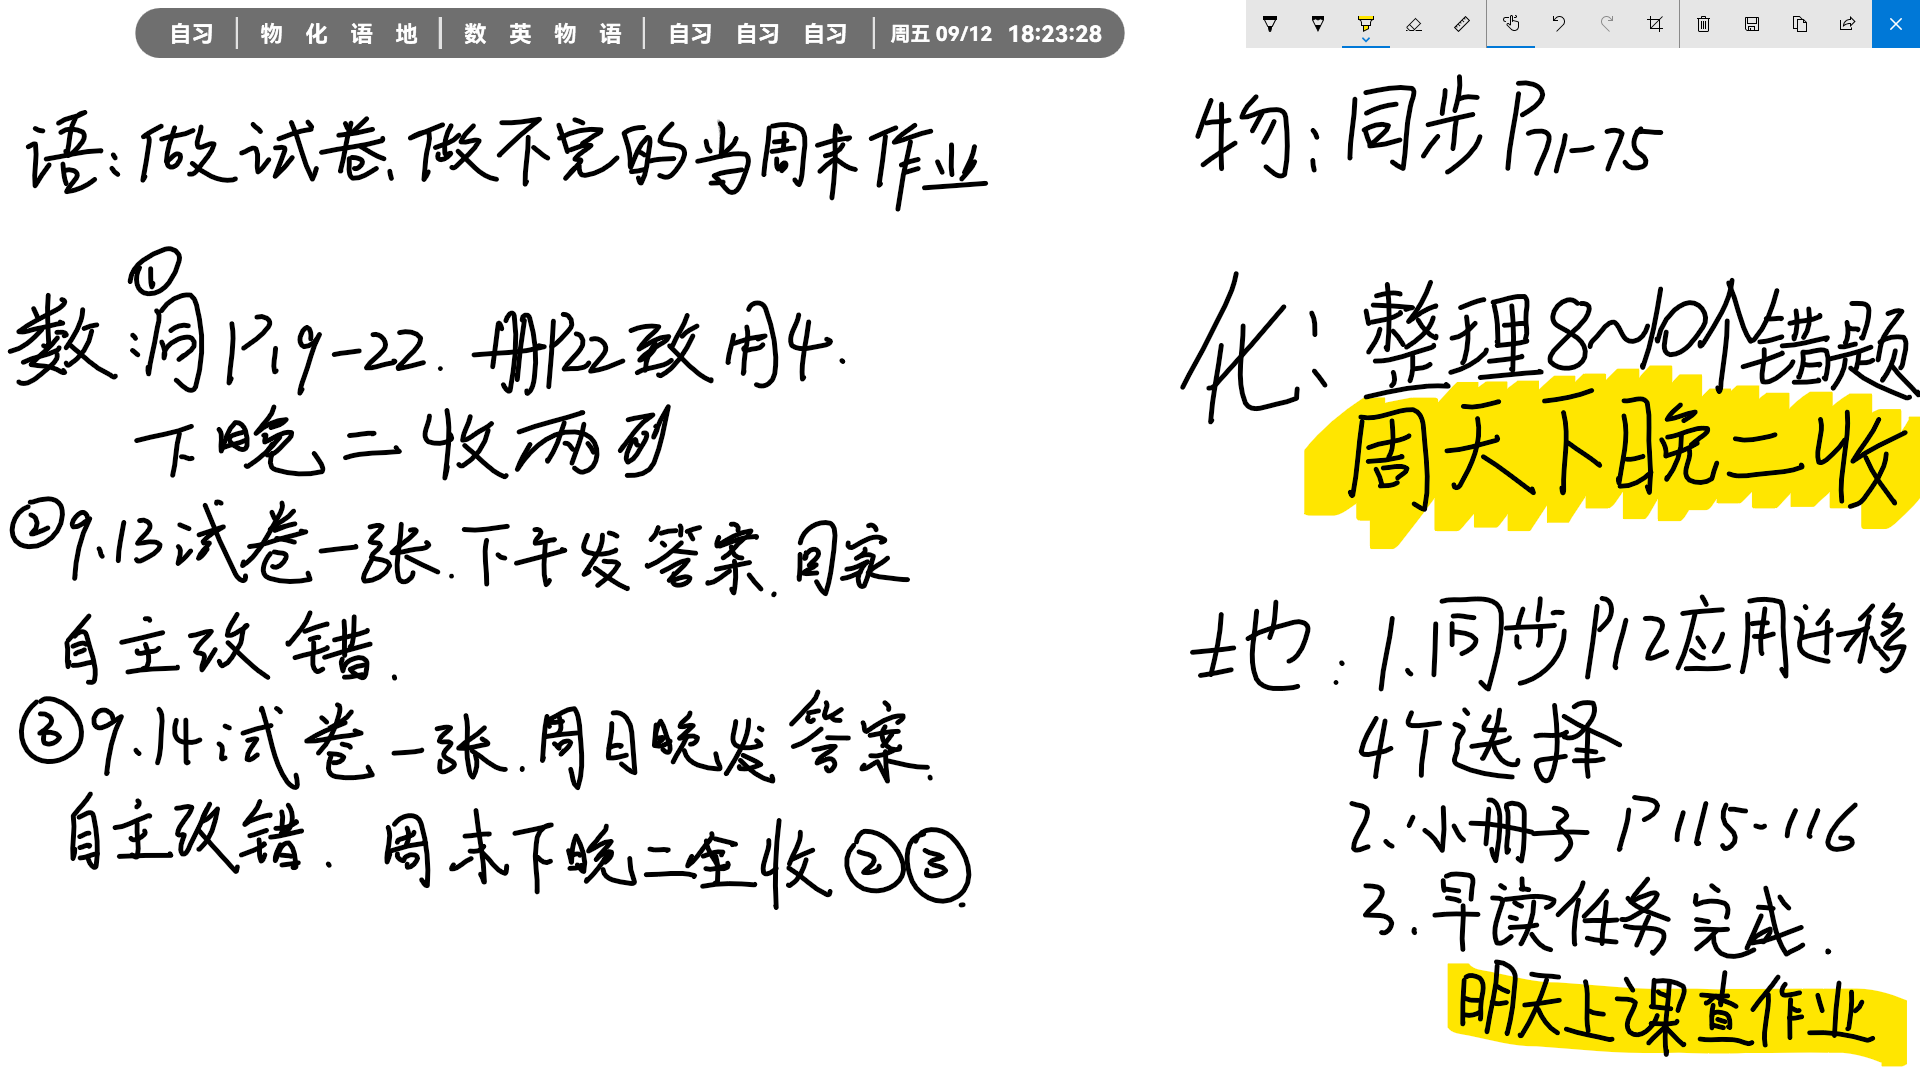 自习 | 物 化 语 地 | 数 英 物 语 | 自习 自习 自习 | 周五 09/12 18:23:28
语:做试卷、做不完的当周末作业
数:①同P19-22. 册P22致用4.
下晚二收两列
②9.13试卷一张.下午发答案.回家
自主改错.
③9.14试卷一张.周日晚发答案.
自主改错. 周末下晚二全收②③.
物:同步P71-75
化:整理8~10个错题
周天下晚二收
地:1.同步P12应用迁移
4个选择
2.小册子P115-116
3.早读任务完成.
明天上课查作业